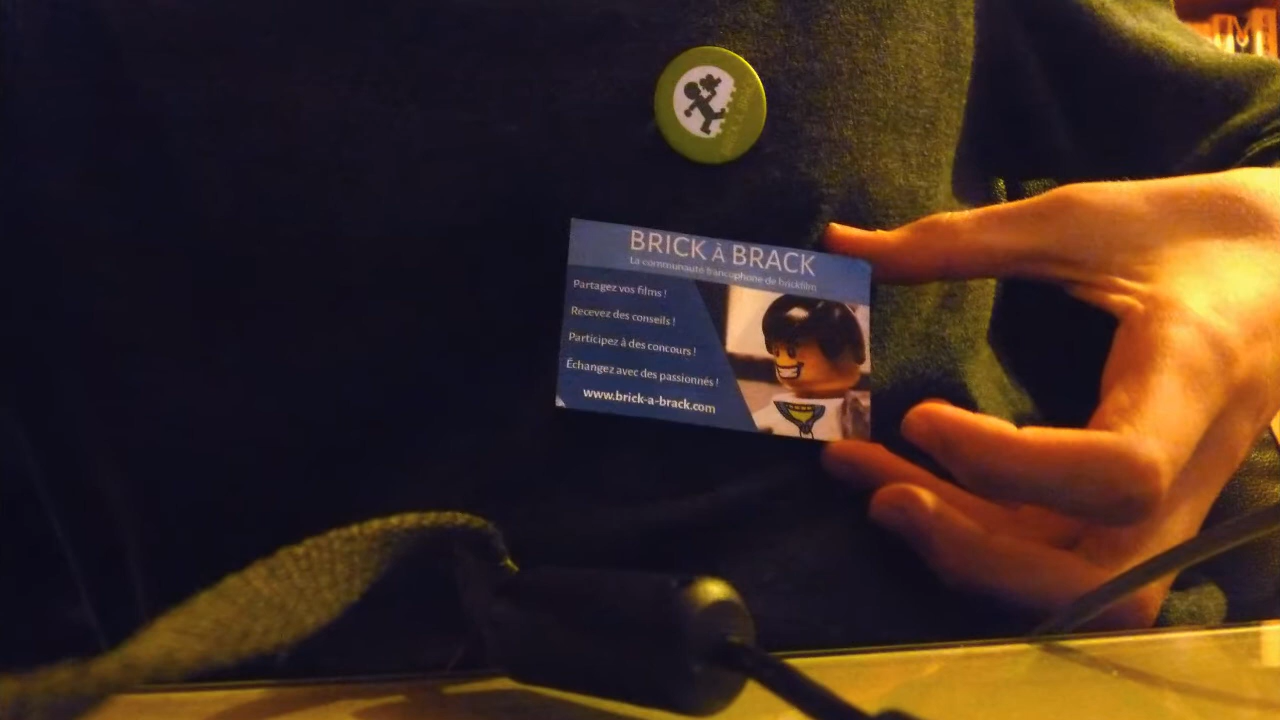 BRICK À BRACK
La communauté francophone de brickfilm
Partagez vos films !
Recevez des conseils !
Participez à des concours !
Échangez avec des passionnés !
www.brick-a-brack.com